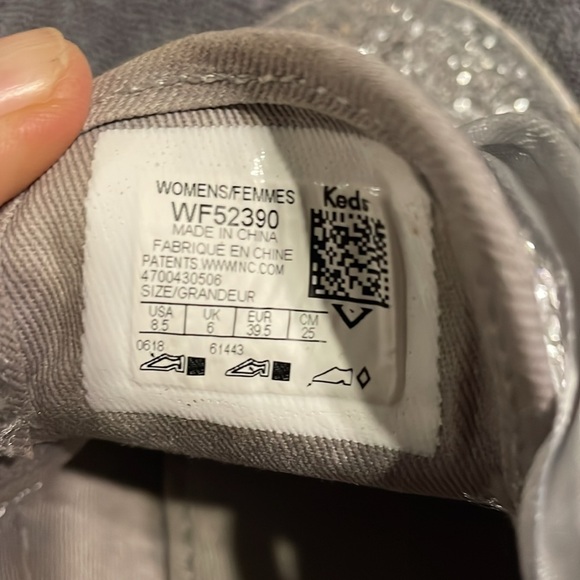 WOMENS/FEMMES
Keds
WF52390
MADE IN CHINA
FABRIQUÉ EN CHINE
PATENTS.WWWINC.COM
4700430506
SIZE/GRANDEUR
USA UK EUR CM
8.5 6 39.5 25
0618 61443